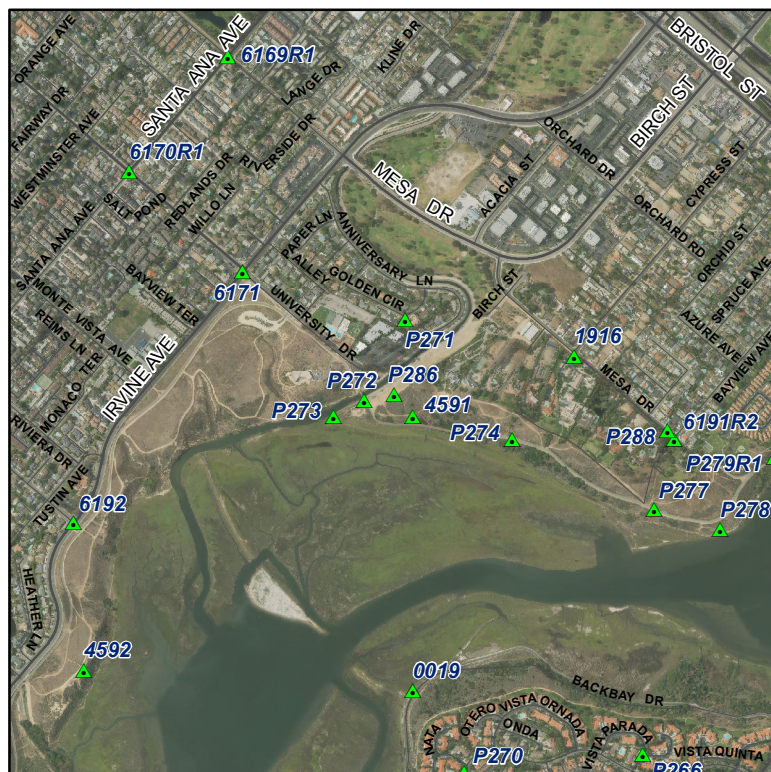 ORANGE AVE
SANTA ANA AVE
6169R1
KLINE DR
LANGE DR
BRISTOL ST
FAIRWAY DR
WESTMINSTER AVE
6170R1
REDLANDS DR
RIVERSIDE DR
WILLO LN
SALT POND
SANTA ANA AVE
MESA DR
ACACIA ST
ORCHARD DR
BIRCH ST
CYPRESS ST
ORCHARD RD
ORCHID ST
SPRUCE AVE
PAPER LN
ANNIVERSARY LN
ALLEY
GOLDEN CIR
BIRCH ST
BAYVIEW TER
6171
UNIVERSITY DR
MONTE VISTA AVE
REIMS LN
MONACO TER
IRVINE AVE
P271
1916
AZURE AVE
BAYVIEW AVE
MESA DR
P286
P272
P273
4591
P274
6191R2
P288
P279R1
RIVIERA DR
TUSTIN AVE
6192
P277
P278
HEATHER LN
4592
0019
BACKBAY DR
NATA
OTERO
VISTA ORNADA
ONDA
VISTA PARADA
VISTA QUINTA
P270
P266